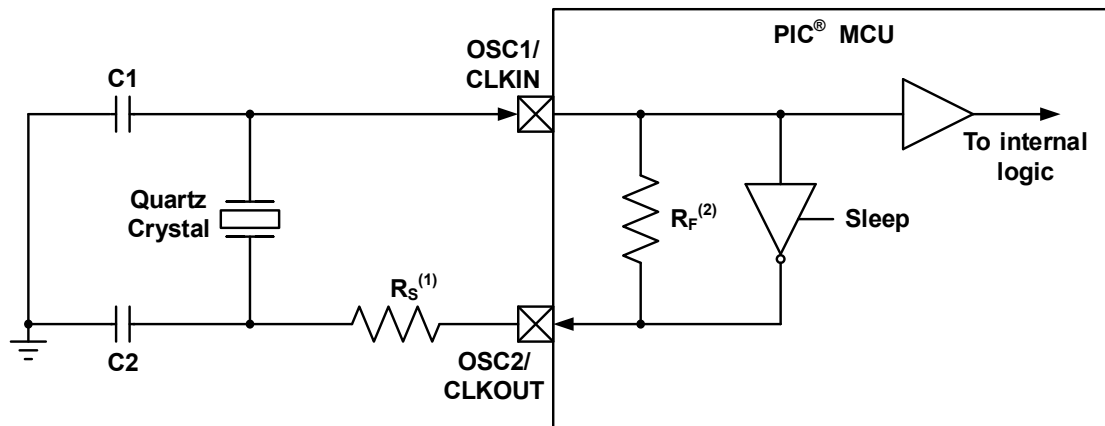 PIC® MCU
OSC1/
CLKIN
C1
To internal
logic
Quartz
Crystal
RF(2)
Sleep
RS(1)
C2
OSC2/
CLKOUT